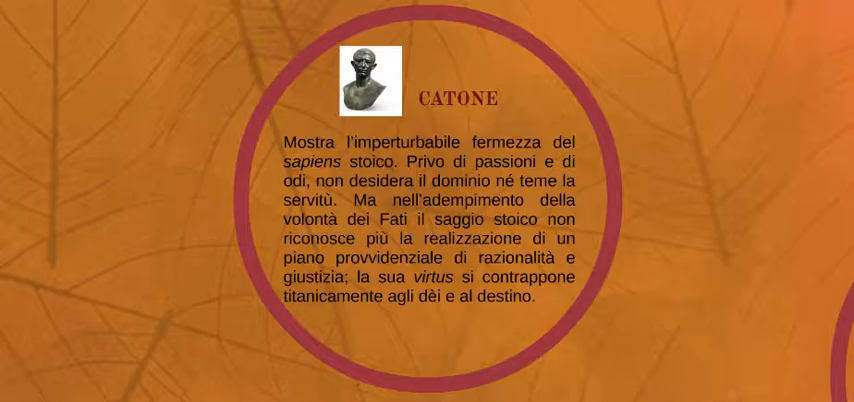 CATONE
Mostra l'imperturbabile fermezza del
sapiens stoico. Privo di passioni e di
odi, non desidera il dominio né teme la
servitù. Ma nell'adempimento della
volontà dei Fati il saggio stoico non
riconosce più la realizzazione di un
piano provvidenziale di razionalità e
giustizia; la sua virtus si contrappone
titanicamente agli dèi e al destino.